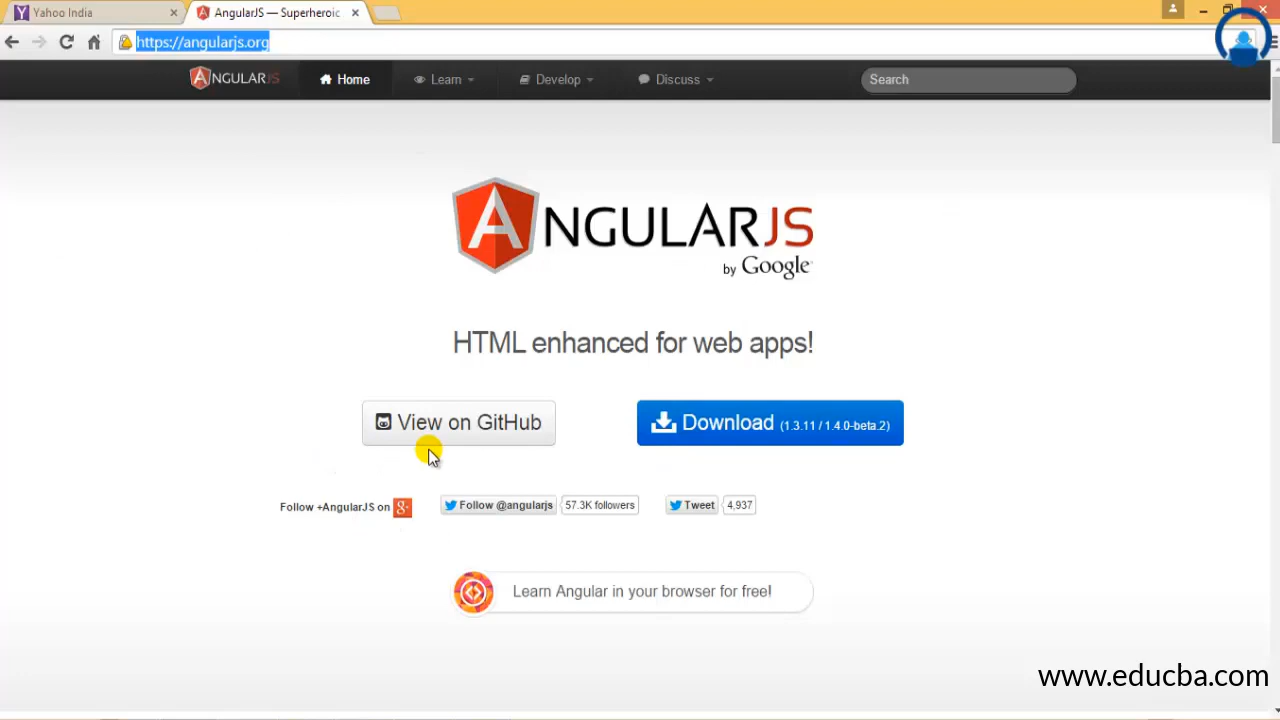 Yahoo India
AngularJS — Superheroic
https://angularjs.org
ANGULARJS
Home
Learn
Develop
Discuss
Search
ANGULARJS
by Google
HTML enhanced for web apps!
View on GitHub
Download (1.3.11 / 1.4.0-beta.2)
Follow +AngularJS on
Follow @angularjs
57.3K followers
Tweet
4,937
Learn Angular in your browser for free!
www.educba.com